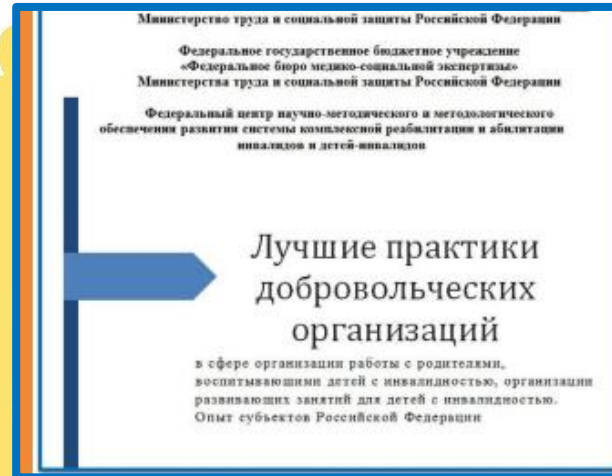 Министерство труда и социальной защиты Российской Федерации
Федеральное государственное бюджетное учреждение
«Федеральное бюро медико-социальной экспертизы»
Министерства труда и социальной защиты Российской Федерации
Федеральный центр научно-методического и методологического
обеспечения развития системы комплексной реабилитации и абилитации
инвалидов и детей-инвалидов
Лучшие практики
добровольческих
организаций
в сфере организации работы с родителями,
воспитывающими детей с инвалидностью, организации
развивающих занятий для детей с инвалидностью.
Опыт субъектов Российской Федерации